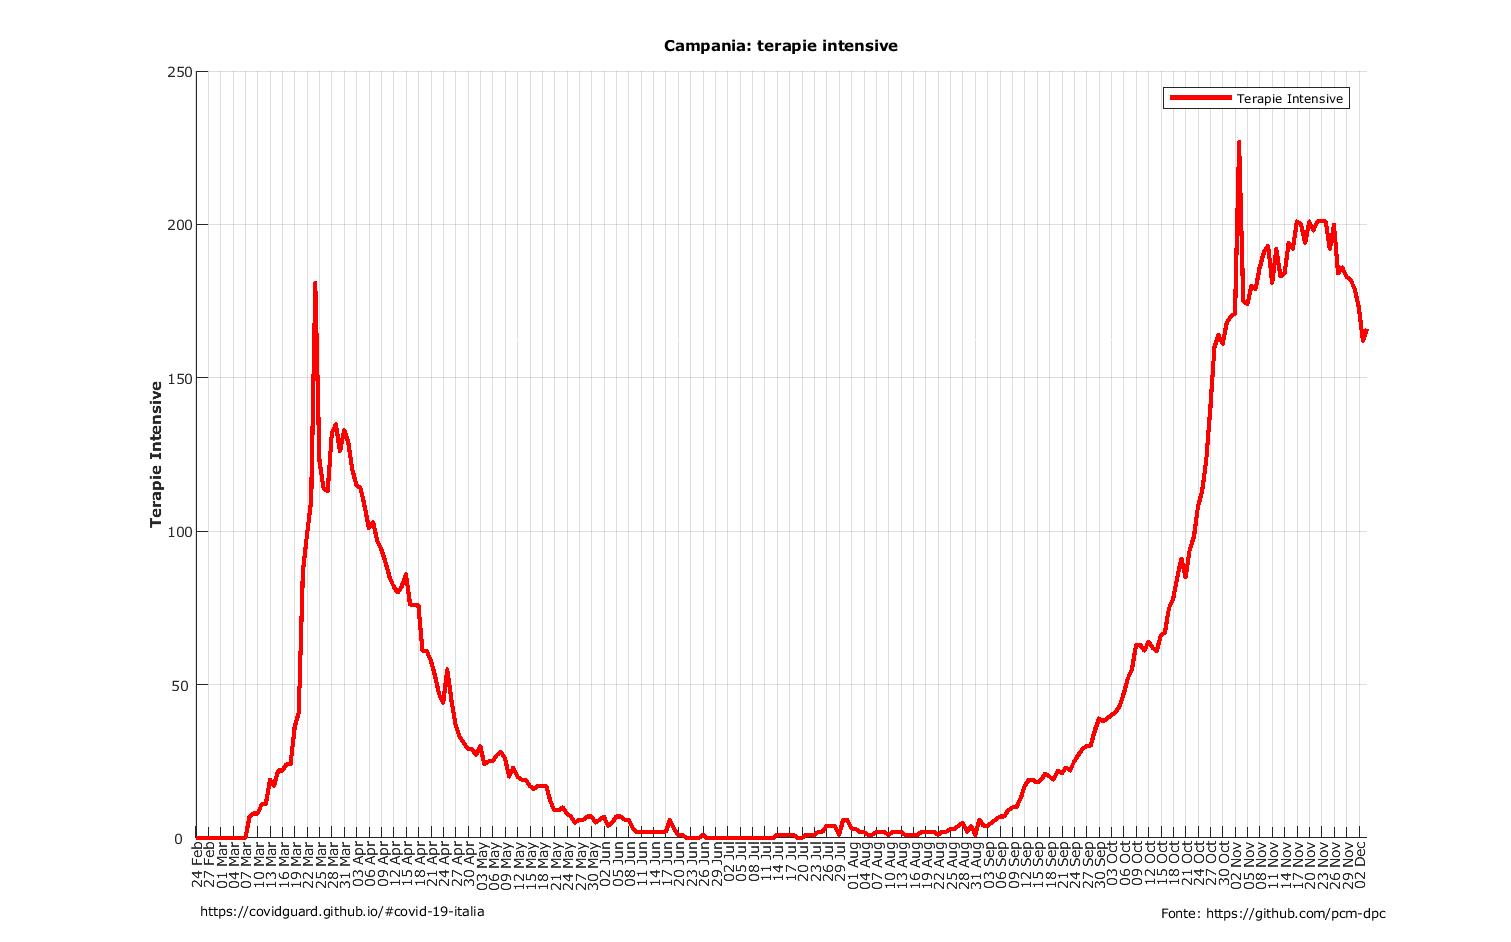 Campania: terapie intensive
250
200
150
100
50
0
Terapie Intensive
Terapie Intensive
24 Feb
27 Feb
01 Mar
04 Mar
07 Mar
10 Mar
13 Mar
16 Mar
19 Mar
22 Mar
25 Mar
28 Mar
31 Mar
03 Apr
06 Apr
09 Apr
12 Apr
15 Apr
18 Apr
21 Apr
24 Apr
27 Apr
30 Apr
03 May
06 May
09 May
12 May
15 May
18 May
21 May
24 May
27 May
30 May
02 Jun
05 Jun
08 Jun
11 Jun
14 Jun
17 Jun
20 Jun
23 Jun
26 Jun
29 Jun
02 Jul
05 Jul
08 Jul
11 Jul
14 Jul
17 Jul
20 Jul
23 Jul
26 Jul
29 Jul
01 Aug
04 Aug
07 Aug
10 Aug
13 Aug
16 Aug
19 Aug
22 Aug
25 Aug
28 Aug
31 Aug
03 Sep
06 Sep
09 Sep
12 Sep
15 Sep
18 Sep
21 Sep
24 Sep
27 Sep
30 Sep
03 Oct
06 Oct
09 Oct
12 Oct
15 Oct
18 Oct
21 Oct
24 Oct
27 Oct
30 Oct
02 Nov
05 Nov
08 Nov
11 Nov
14 Nov
17 Nov
20 Nov
23 Nov
26 Nov
29 Nov
02 Dec
https://covidguard.github.io/#covid-19-italia
Fonte: https://github.com/pcm-dpc